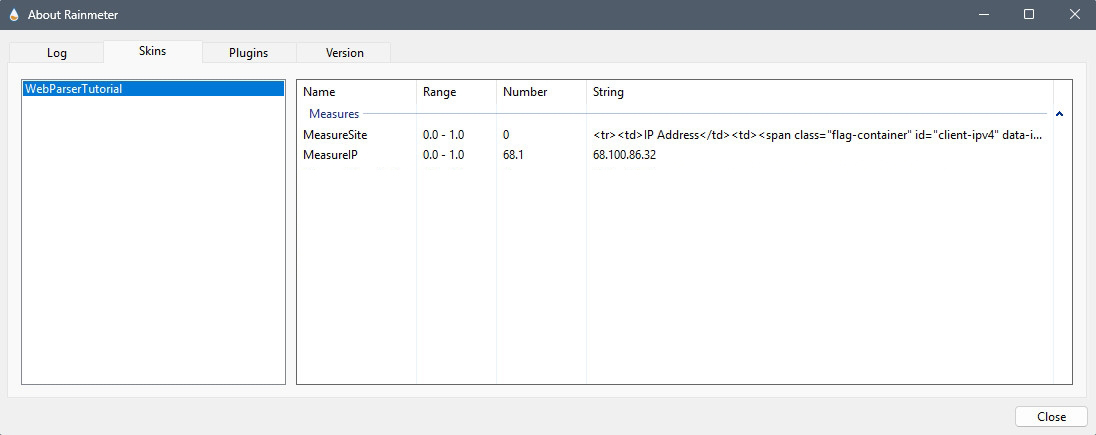 About Rainmeter
Log Skins Plugins Version
WebParserTutorial
Name Range Number String
Measures
MeasureSite 0.0 - 1.0 0 <tr><td>IP Address</td><td><span class="flag-container" id="client-ipv4" data-i...
MeasureIP 0.0 - 1.0 68.1 68.100.86.32
Close